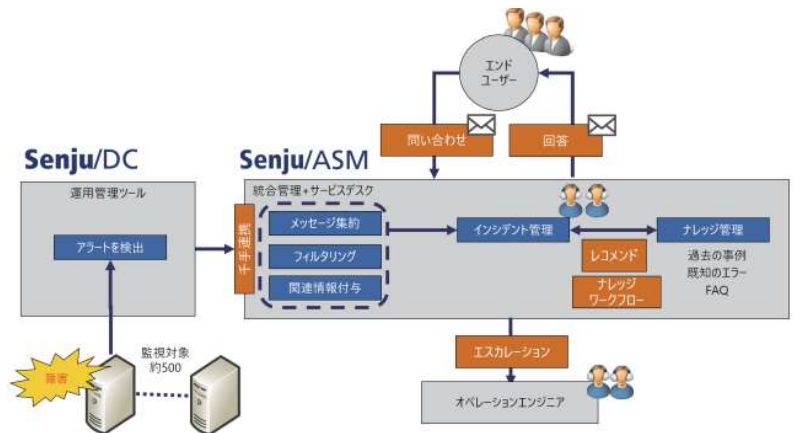 エンド
ユーザー
問い合わせ
回答
Senju/DC
Senju/ASM
運用管理ツール
統合管理+サービスデスク
アラートを検出
千手連携
メッセージ集約
フィルタリング
関連情報付与
インシデント管理
ナレッジ管理
レコメンド
ナレッジ
ワークフロー
過去の事例
既知のエラー
FAQ
障害
監視対象
約500
エスカレーション
オペレーションエンジニア